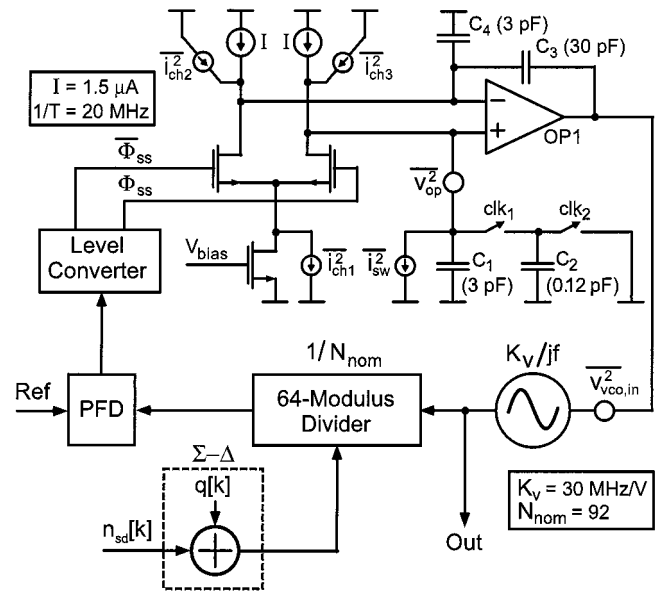 C₄ (3 pF)
C₃ (30 pF)
I
I
i²ch2
i²ch3
I = 1.5 μA
1/T = 20 MHz
−
+
OP1
Φ̅ss
Φss
v²op
clk₁
clk₂
Level
Converter
Vbias
i²ch1
i²sw
C₁
(3 pF)
C₂
(0.12 pF)
1/Nnom
Kv/jf
v²vco,in
Ref
PFD
64-Modulus
Divider
Σ−Δ
q[k]
nsd[k]
+
Out
Kv = 30 MHz/V
Nnom = 92